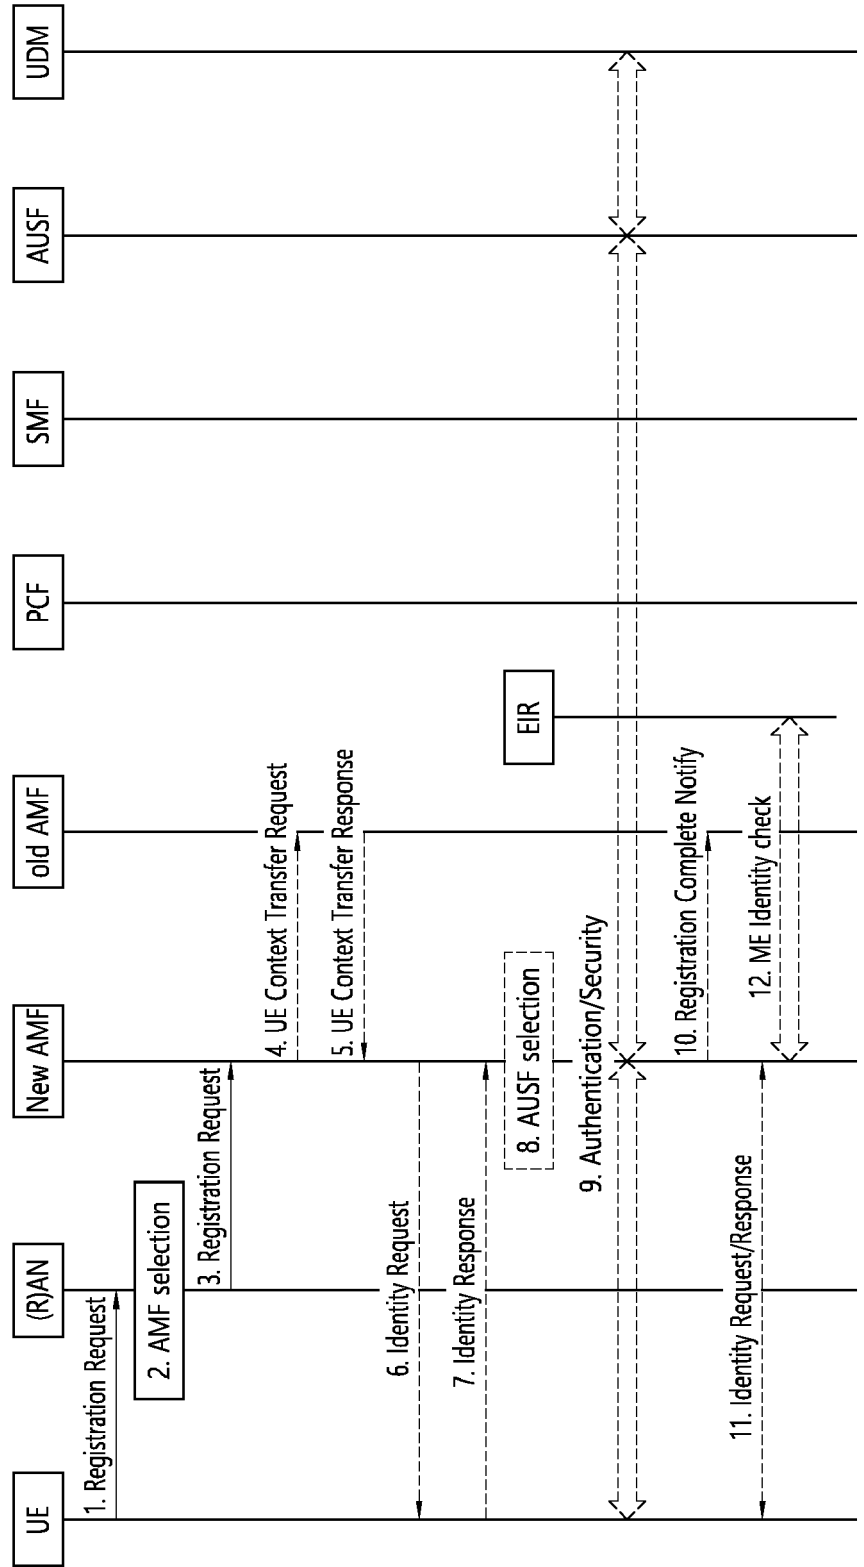 UE
(R)AN
New AMF
old AMF
PCF
SMF
AUSF
UDM
1. Registration Request
2. AMF selection
3. Registration Request
4. UE Context Transfer Request
5. UE Context Transfer Response
6. Identity Request
7. Identity Response
8. AUSF selection
EIR
9. Authentication/Security
10. Registration Complete Notify
11. Identity Request/Response
12. ME Identity check